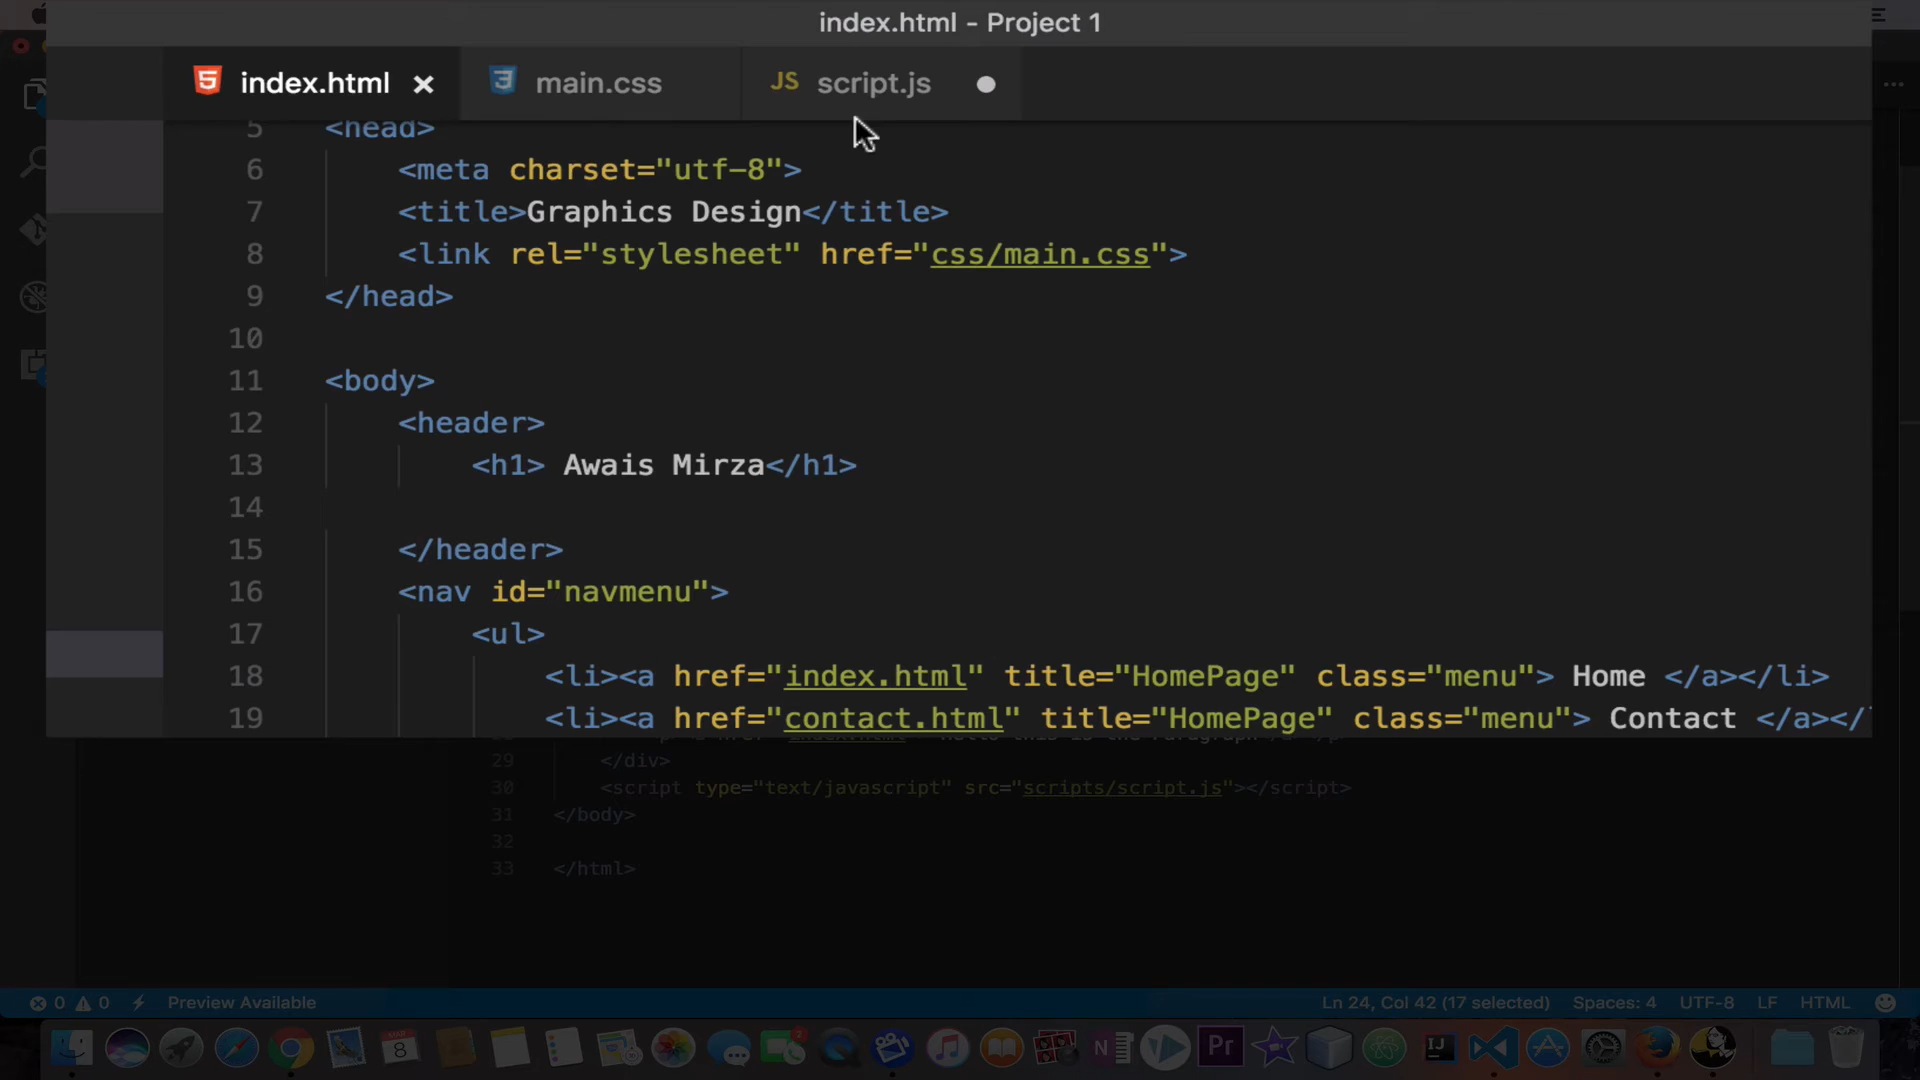 index.html - Project 1
index.html
main.css
JS script.js
5 <head>
6 <meta charset="utf-8">
7 <title>Graphics Design</title>
8 <link rel="stylesheet" href="css/main.css">
9 </head>
10
11 <body>
12 <header>
13 <h1> Awais Mirza</h1>
14
15 </header>
16 <nav id="navmenu">
17 <ul>
18 <li><a href="index.html" title="HomePage" class="menu"> Home </a></li>
19 <li><a href="contact.html" title="HomePage" class="menu"> Contact </a></
29 </div>
30 <script type="text/javascript" src="scripts/script.js"></script>
31 </body>
32
33 </html>
0 0 Preview Available
Ln 24, Col 42 (17 selected) Spaces: 4 UTF-8 LF HTML
MAR
8
2
N
Pr
IJ